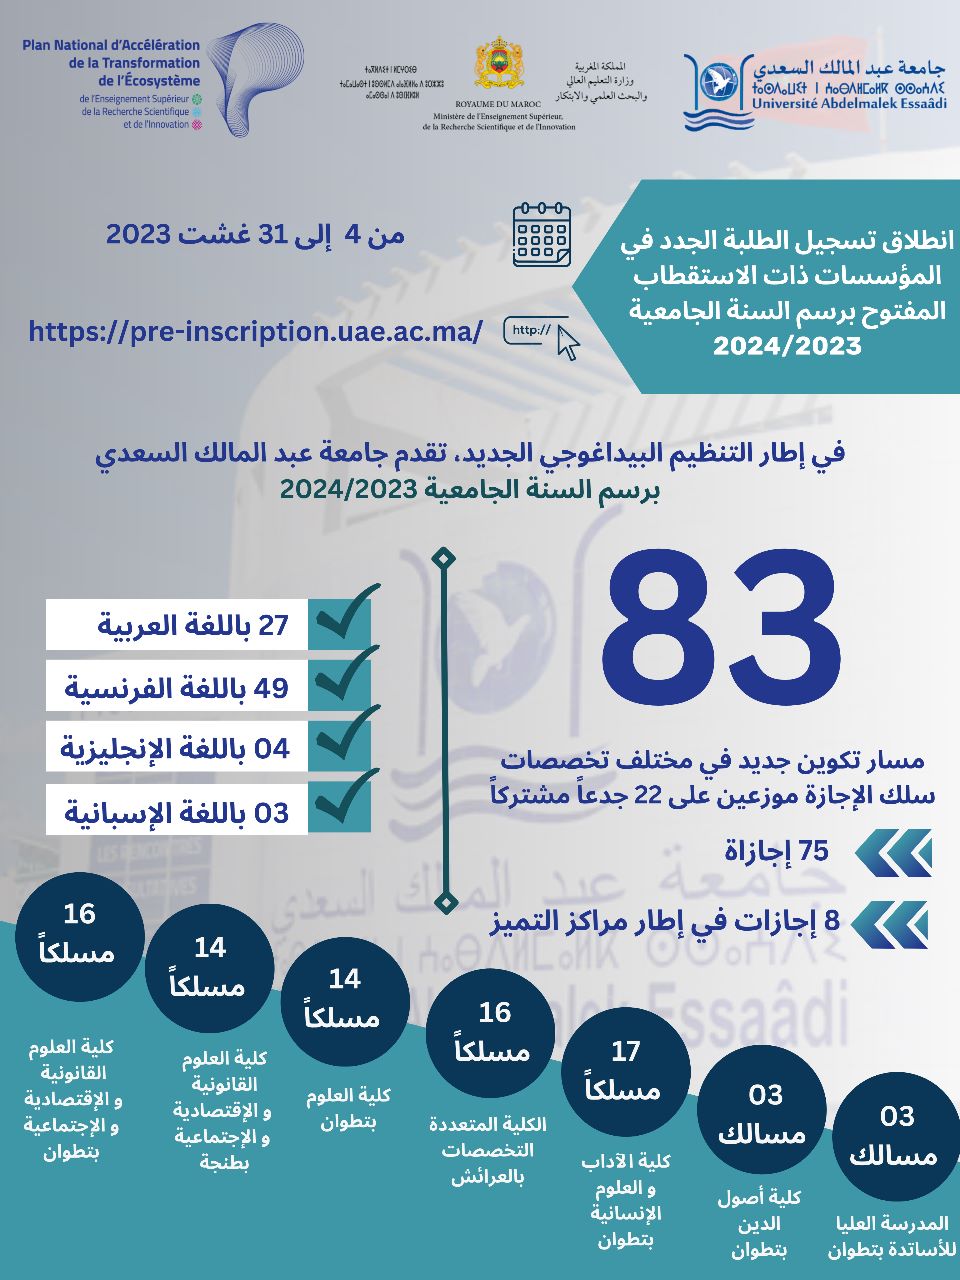 Plan National d'Accélération
de la Transformation
de l'Écosystème
de l'Enseignement Supérieur
de la Recherche Scientifique
et de l'Innovation
المملكة المغربية
وزارة التعليم العالي
والبحث العلمي والابتكار
ROYAUME DU MAROC
Ministère de l'Enseignement Supérieur,
de la Recherche Scientifique et de l'Innovation
جامعة عبد المالك السعدي
ⵜⴰⵙⴷⴰⵡⵉⵜ ⵏ ⵄⴰⴱⴷⵍⵎⴰⵍⴽ ⵙⵙⴰⵄⴷⵉ
Université Abdelmalek Essaâdi
انطلاق تسجيل الطلبة الجدد في
المؤسسات ذات الاستقطاب
المفتوح برسم السنة الجامعية
2024/2023
من 4 إلى 31 غشت 2023
http://
https://pre-inscription.uae.ac.ma/
في إطار التنظيم البيداغوجي الجديد، تقدم جامعة عبد المالك السعدي
برسم السنة الجامعية 2024/2023
83
مسار تكوين جديد في مختلف تخصصات
سلك الإجازة موزعين على 22 جدعاً مشتركاً
75 إجازاة
8 إجازات في إطار مراكز التميز
27 باللغة العربية
49 باللغة الفرنسية
04 باللغة الإنجليزية
03 باللغة الإسبانية
03
مسالك
المدرسة العليا
للأساتدة بتطوان
03
مسالك
كلية أصول
الدين
بتطوان
17
مسلكاً
كلية الآداب
و العلوم
الإنسانية
بتطوان
16
مسلكاً
الكلية المتعددة
التخصصات
بالعرائش
14
مسلكاً
كلية العلوم
بتطوان
14
مسلكاً
كلية العلوم
القانونية
و الإقتصادية
و الإجتماعية
بطنجة
16
مسلكاً
كلية العلوم
القانونية
و الإقتصادية
و الإجتماعية
بتطوان